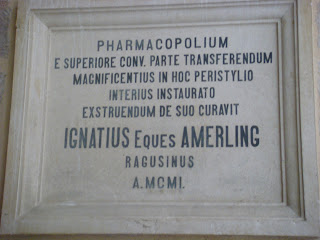 PHARMACOPOLIUM
E SUPERIORE CONV. PARTE TRANSFERENDUM
MAGNIFICENTIUS IN HOC PERISTYLIO
INTERIUS INSTAURATO
EXSTRUENDUM DE SUO CURAVIT
IGNATIUS EQUES AMERLING
RAGUSINUS
A.MCMI.